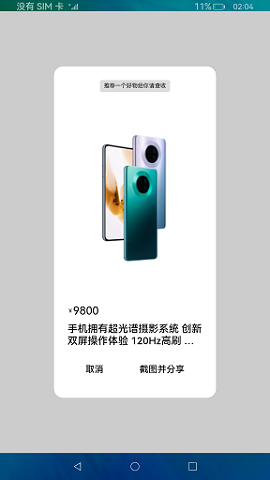 没有 SIM 卡
11%
02:04
推荐一个好物给你请查收
¥9800
手机拥有超光谱摄影系统 创新
双屏操作体验 120Hz高刷 ...
取消
截图并分享